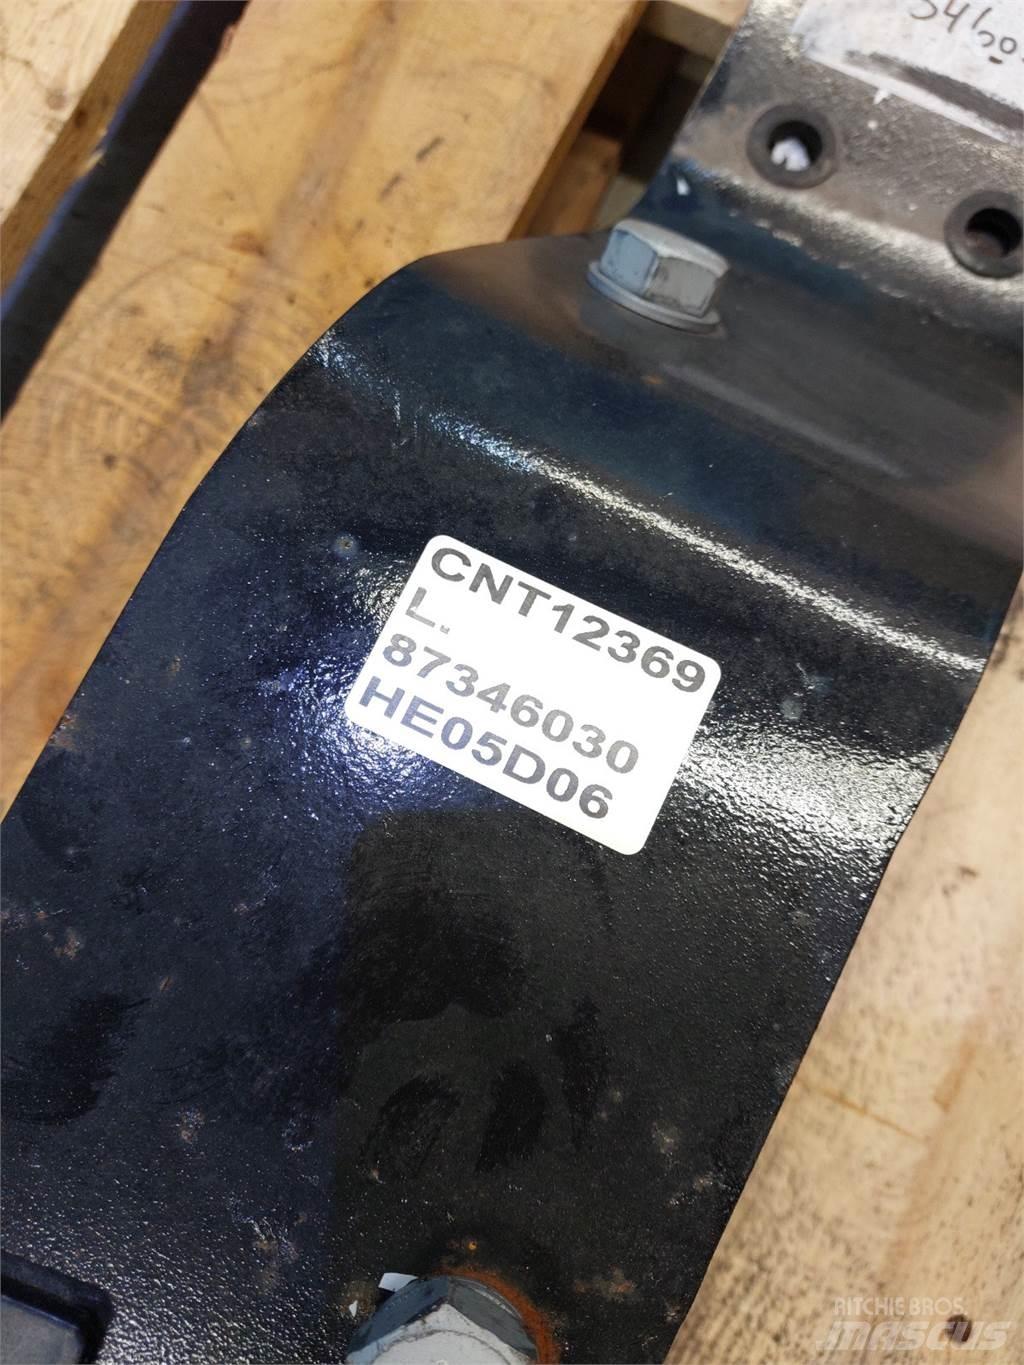 CNT12369
L.
87346030
HE05D06
RITCHIE BROS.
MASCUS